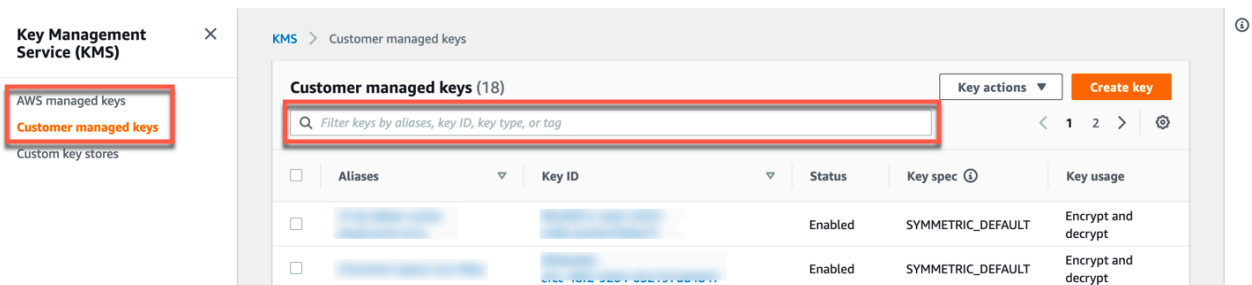 Key Management
Service (KMS)
AWS managed keys
Customer managed keys
Custom key stores
KMS > Customer managed keys
Customer managed keys (18)
Key actions
Create key
Filter keys by aliases, key ID, key type, or tag
1 2
Aliases Key ID Status Key spec Key usage
Enabled SYMMETRIC_DEFAULT Encrypt and
decrypt
Enabled SYMMETRIC_DEFAULT Encrypt and
decrypt